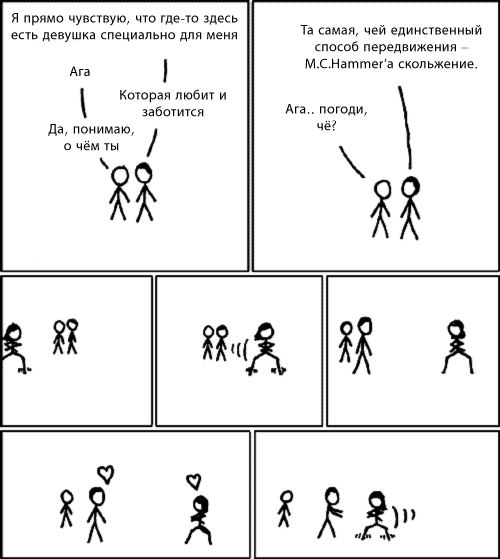 Я прямо чувствую, что где-то здесь
есть девушка специально для меня
Ага
Которая любит и
заботится
Да, понимаю,
о чём ты
Та самая, чей единственный
способ передвижения –
M.C.Hammer'а скольжение.
Ага.. погоди,
чё?